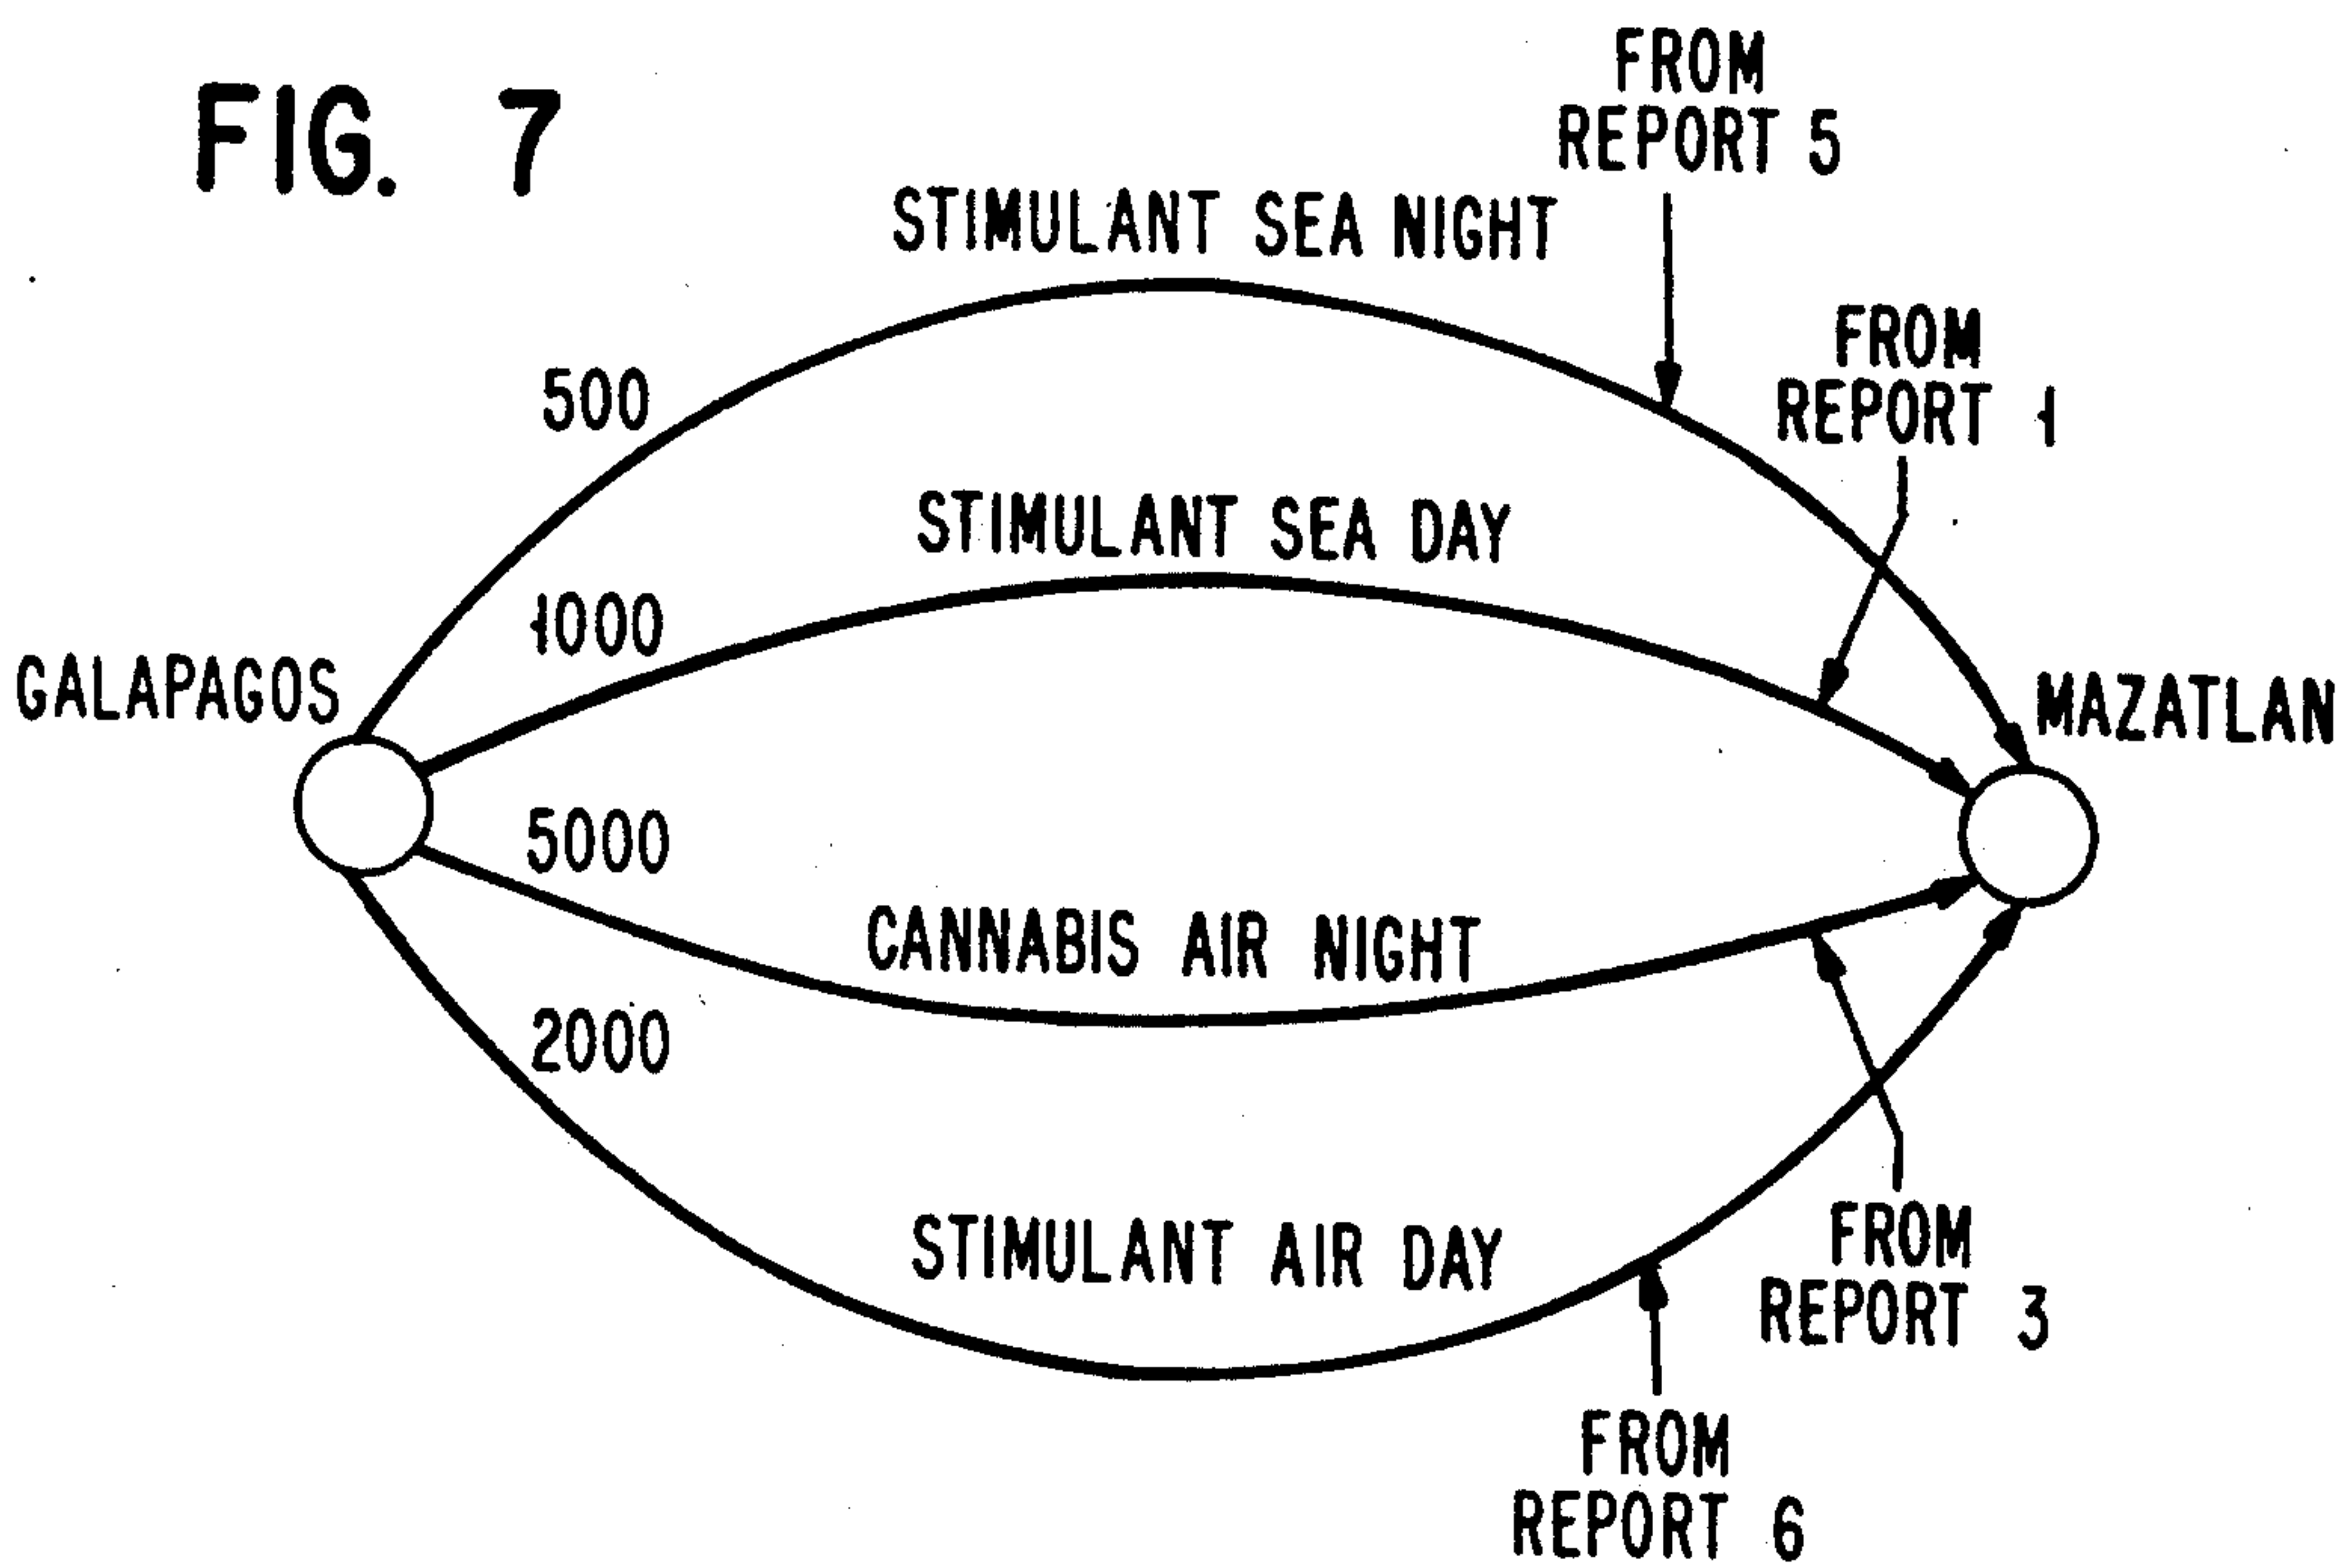 FIG. 7
FROM
REPORT 5
STIMULANT SEA NIGHT
FROM
REPORT 1
500
STIMULANT SEA DAY
1000
GALAPAGOS
MAZATLAN
5000
CANNABIS AIR NIGHT
2000
STIMULANT AIR DAY
FROM
REPORT 3
FROM
REPORT 6